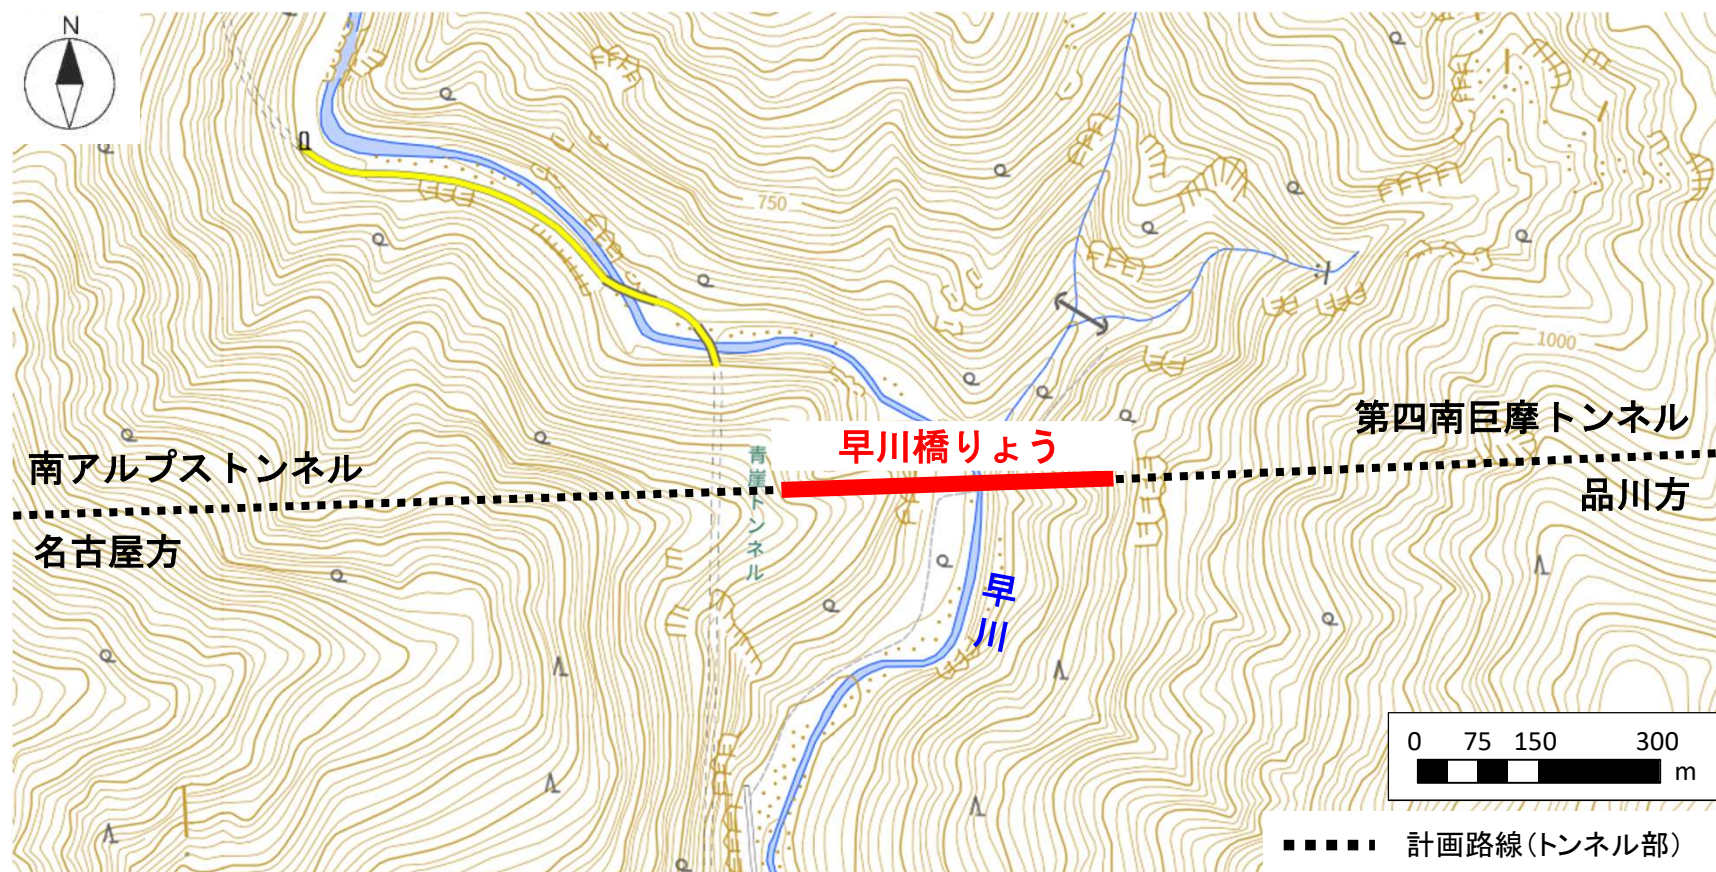 N
750
1000
第四南巨摩トンネル
早川橋りょう
南アルプストンネル
青崖トンネル
品川方
名古屋方
早川
0 75 150 300
m
計画路線(トンネル部)